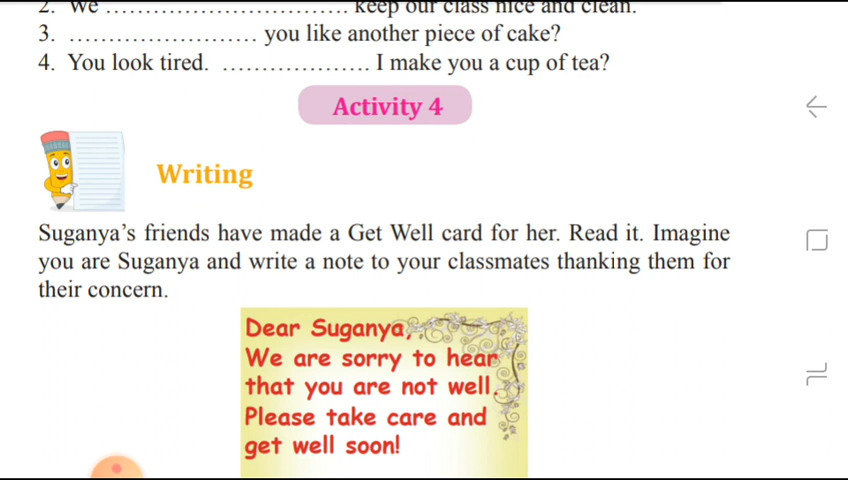 2. We .............................. keep our class nice and clean.
3. ............................. you like another piece of cake?
4. You look tired. ....................... I make you a cup of tea?
Activity 4
Writing
Suganya’s friends have made a Get Well card for her. Read it. Imagine
you are Suganya and write a note to your classmates thanking them for
their concern.
Dear Suganya,
We are sorry to hear
that you are not well.
Please take care and
get well soon!